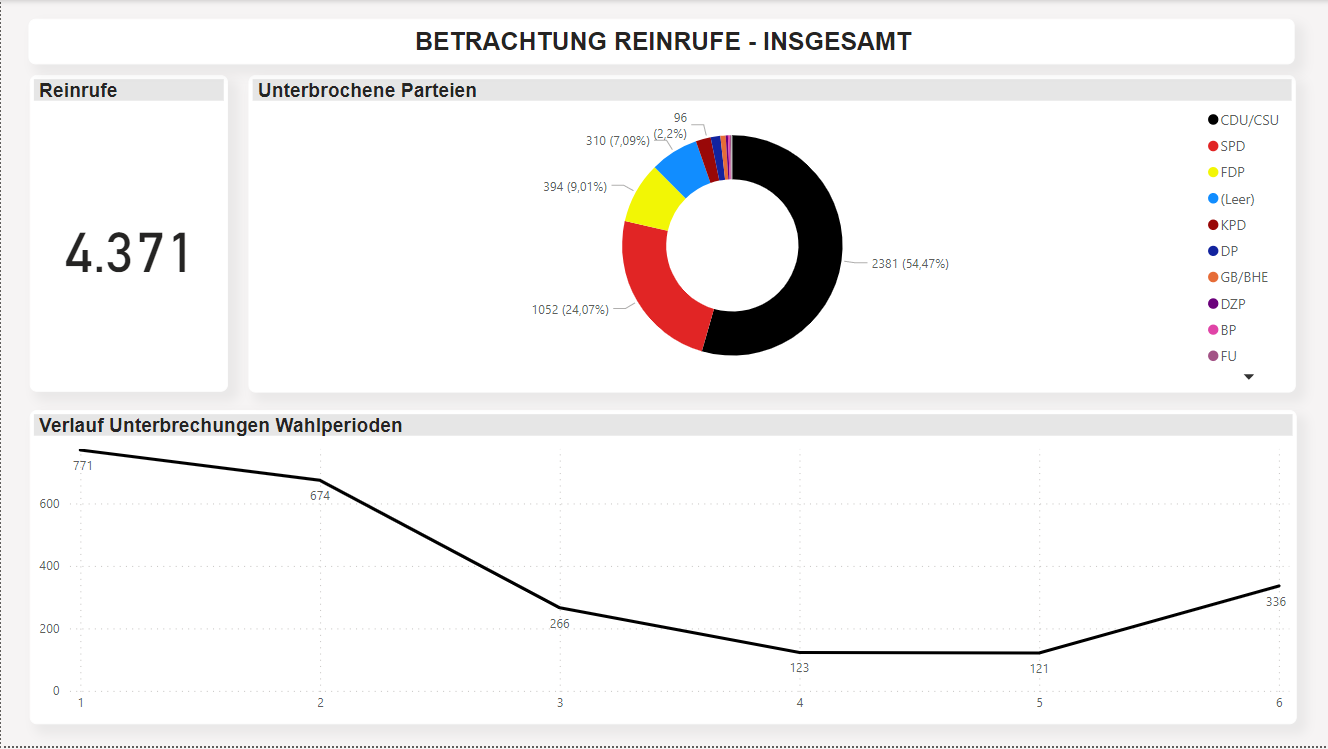 BETRACHTUNG REINRUFE - INSGESAMT
Reinrufe
4.371
Unterbrochene Parteien
96
(2,2%)
310 (7,09%)
394 (9,01%)
1052 (24,07%)
2381 (54,47%)
CDU/CSU
SPD
FDP
(Leer)
KPD
DP
GB/BHE
DZP
BP
FU
Verlauf Unterbrechungen Wahlperioden
600
400
200
0
771
674
266
123
121
336
1
2
3
4
5
6